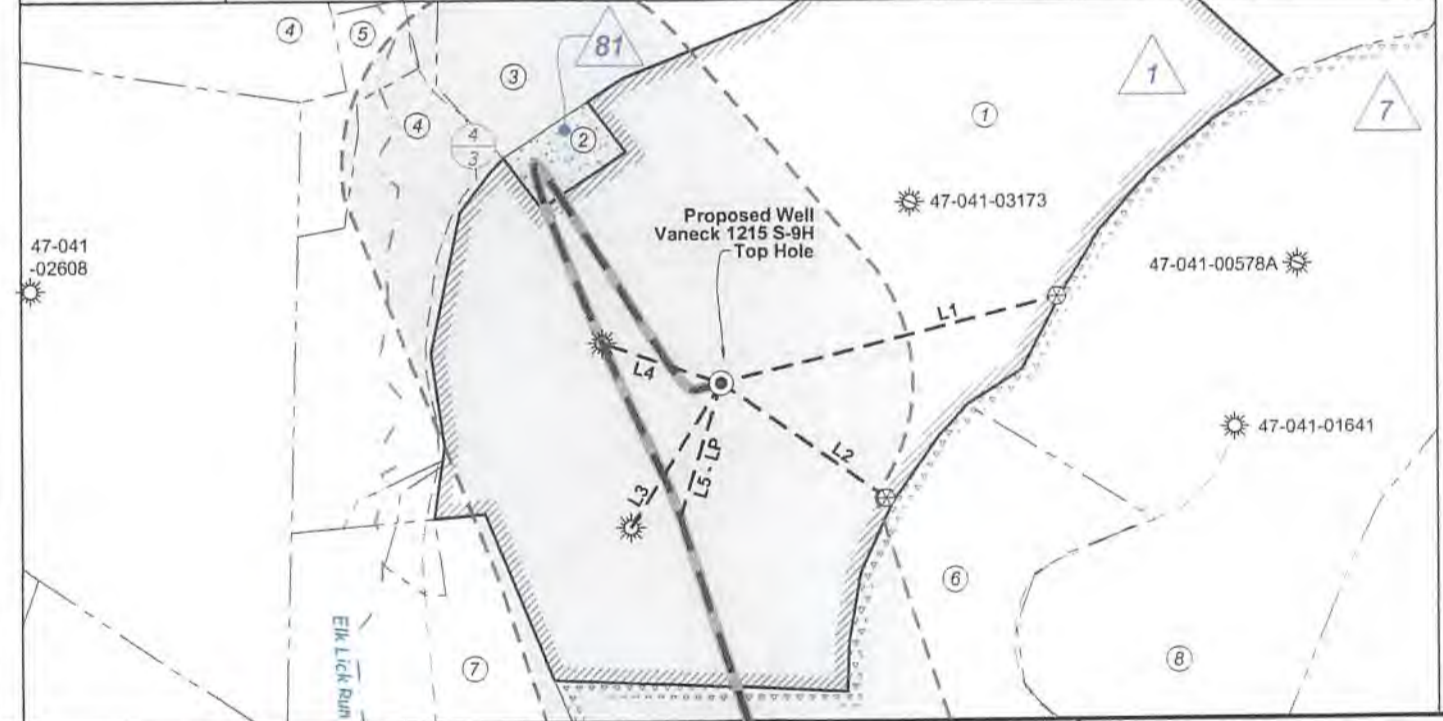 ④
⑤
81
③
1
①
7
④
4
3
②
47-041-03173
Proposed Well
Vaneck 1215 S-9H
Top Hole
47-041
-02608
47-041-00578A
L1
L4
L2
47-041-01641
L5 - LP
L3
⑥
Elk Lick Run
⑦
⑧